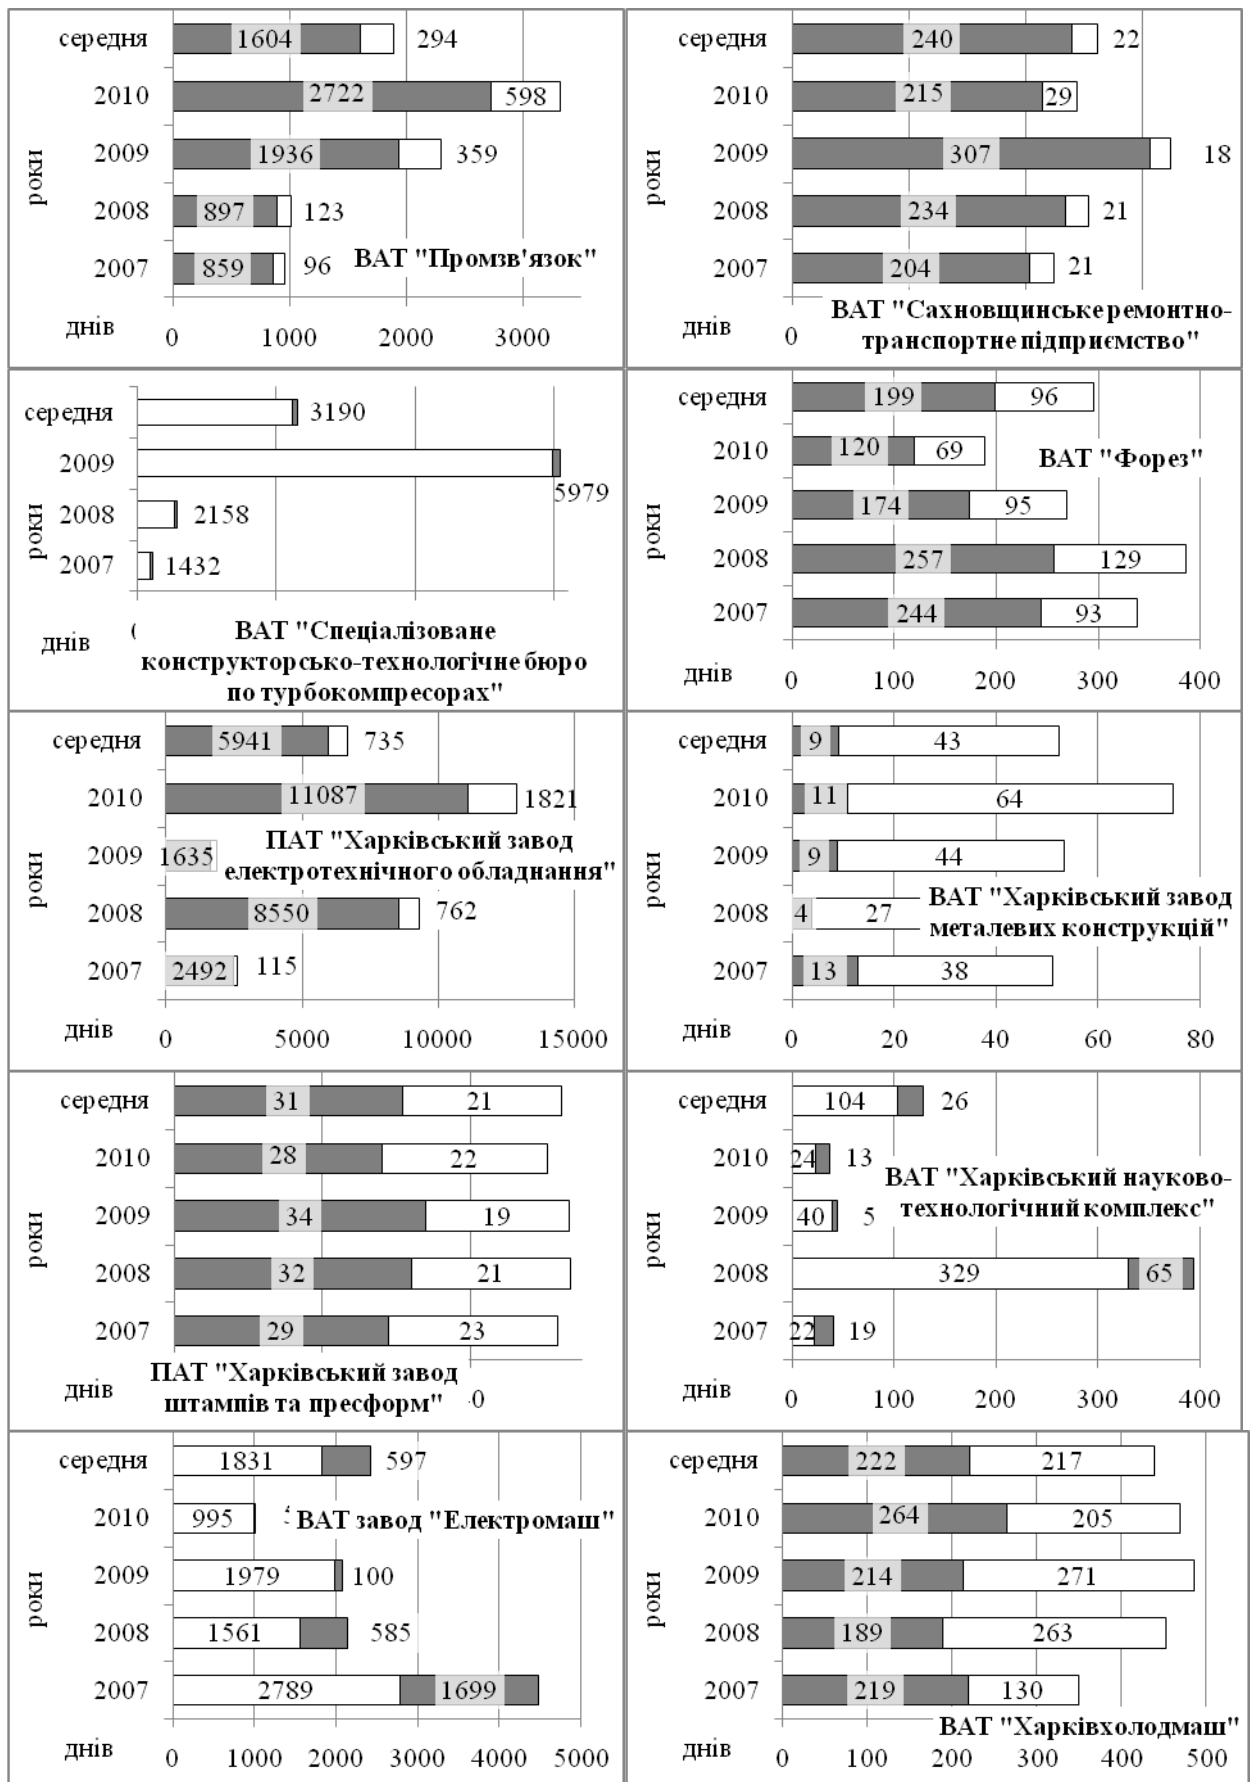 середня 1604 294
2010 2722 598
2009 1936 359
2008 897 123
2007 859 96
роки
ВАТ "Промзв'язок"
днів 0 1000 2000 3000
середня 240 22
2010 215 29
2009 307 18
2008 234 21
2007 204 21
роки
ВАТ "Сахновщинське ремонтно-
транспортне підприємство"
днів 0
середня 3190
2009 5979
2008 2158
2007 1432
роки
днів
ВАТ "Спеціалізоване
конструкторсько-технологічне бюро
по турбокомпресорах"
середня 199 96
2010 120 69
2009 174 95
2008 257 129
2007 244 93
роки
ВАТ "Форез"
днів 0 100 200 300 400
середня 5941 735
2010 11087 1821
2009 1635
2008 8550 762
2007 2492 115
роки
ПАТ "Харківський завод
електротехнічного обладнання"
днів 0 5000 10000 15000
середня 9 43
2010 11 64
2009 9 44
2008 4 27
2007 13 38
роки
ВАТ "Харківський завод
металевих конструкцій"
днів 0 20 40 60 80
середня 31 21
2010 28 22
2009 34 19
2008 32 21
2007 29 23
роки
ПАТ "Харківський завод
штампів та пресформ"
днів 0
середня 104 26
2010 24 13
2009 40 5
2008 329 65
2007 22 19
роки
ВАТ "Харківський науково-
технологічний комплекс"
днів 0 100 200 300 400
середня 1831 597
2010 995
2009 1979 100
2008 1561 585
2007 2789 1699
роки
ВАТ завод "Електромаш"
днів 0 1000 2000 3000 4000 5000
середня 222 217
2010 264 205
2009 214 271
2008 189 263
2007 219 130
роки
ВАТ "Харківхолодмаш"
днів 0 100 200 300 400 500